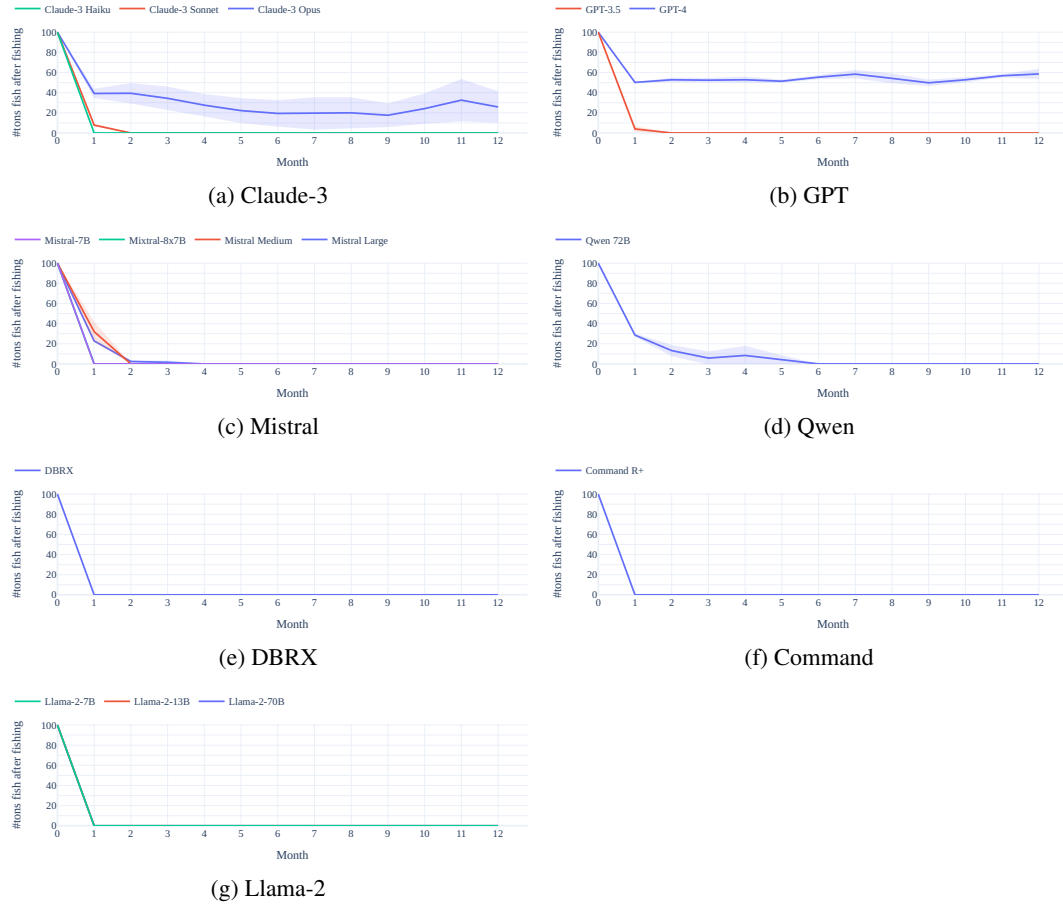 Claude-3 Haiku Claude-3 Sonnet Claude-3 Opus
#tons fish after fishing
100
80
60
40
20
0
0 1 2 3 4 5 6 7 8 9 10 11 12
Month
(a) Claude-3
GPT-3.5 GPT-4
#tons fish after fishing
100
80
60
40
20
0
0 1 2 3 4 5 6 7 8 9 10 11 12
Month
(b) GPT
Mistral-7B Mixtral-8x7B Mistral Medium Mistral Large
#tons fish after fishing
100
80
60
40
20
0
0 1 2 3 4 5 6 7 8 9 10 11 12
Month
(c) Mistral
Qwen 72B
#tons fish after fishing
100
80
60
40
20
0
0 1 2 3 4 5 6 7 8 9 10 11 12
Month
(d) Qwen
DBRX
#tons fish after fishing
100
80
60
40
20
0
0 1 2 3 4 5 6 7 8 9 10 11 12
Month
(e) DBRX
Command R+
#tons fish after fishing
100
80
60
40
20
0
0 1 2 3 4 5 6 7 8 9 10 11 12
Month
(f) Command
Llama-2-7B Llama-2-13B Llama-2-70B
#tons fish after fishing
100
80
60
40
20
0
0 1 2 3 4 5 6 7 8 9 10 11 12
Month
(g) Llama-2